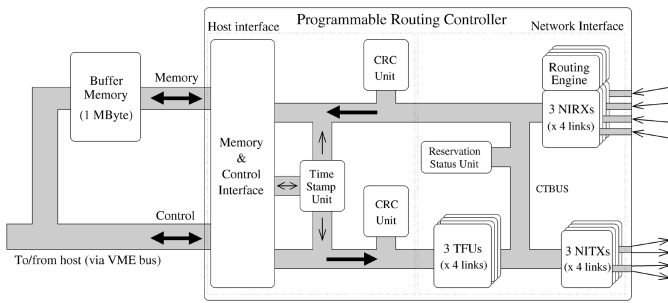 Programmable Routing Controller
Host interface
Network Interface
Buffer
Memory
(1 MByte)
Memory
CRC
Unit
Routing
Engine
3 NIRXs
(x 4 links)
Memory
&
Control
Interface
Reservation
Status Unit
Time
Stamp
Unit
CTBUS
CRC
Unit
Control
3 TFUs
(x 4 links)
3 NITXs
(x 4 links)
To/from host (via VME bus)